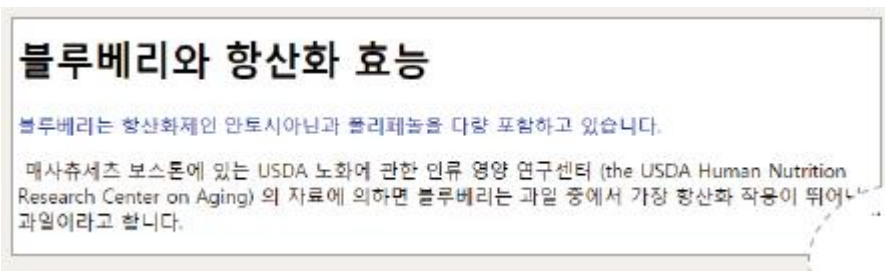 블루베리와 항산화 효능
블루베리는 항산화제인 안토시아닌과 폴리페놀을 다량 포함하고 있습니다.
매사츄세츠 보스톤에 있는 USDA 노화에 관한 인류 영양 연구센터 (the USDA Human Nutrition
Research Center on Aging) 의 자료에 의하면 블루베리는 과일 중에서 가장 항산화 작용이
과일이라고 합니다.